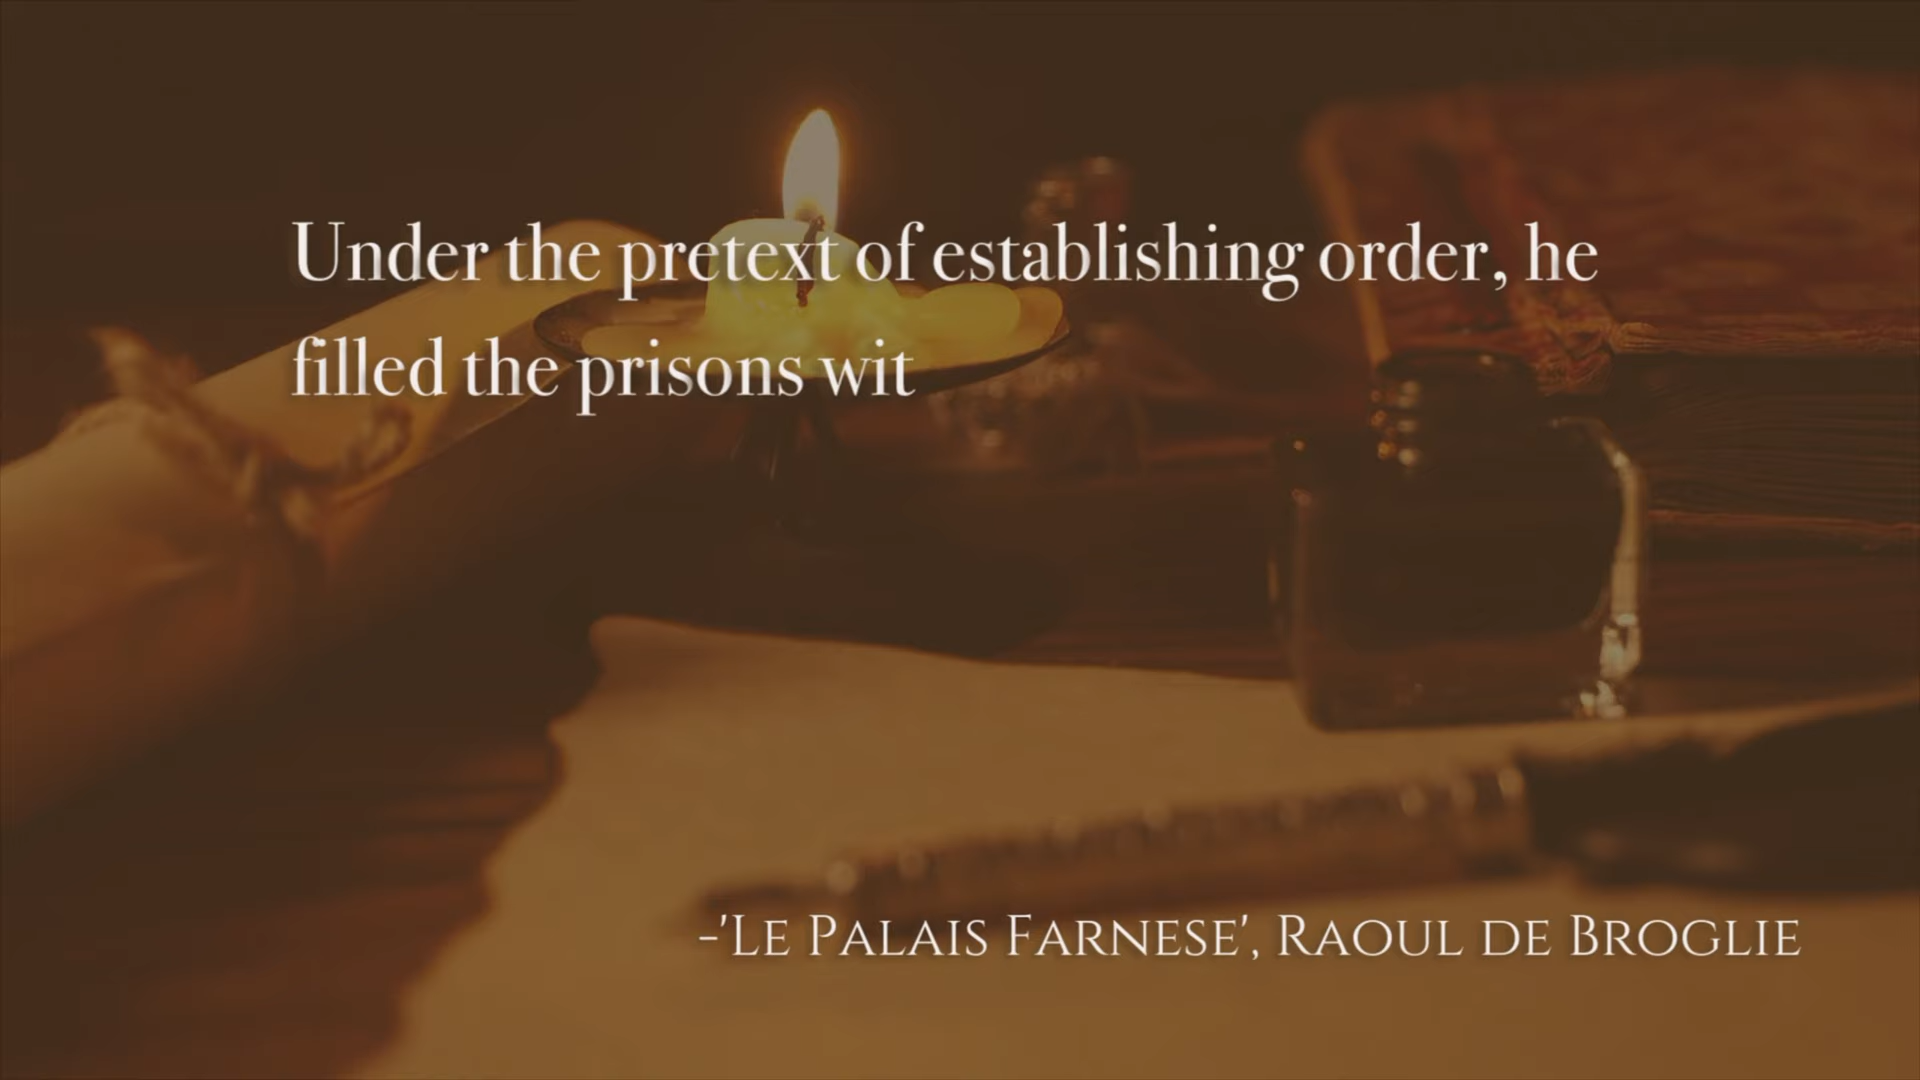 Under the pretext of establishing order, he
filled the prisons wit
-'Le Palais Farnese', Raoul de Broglie